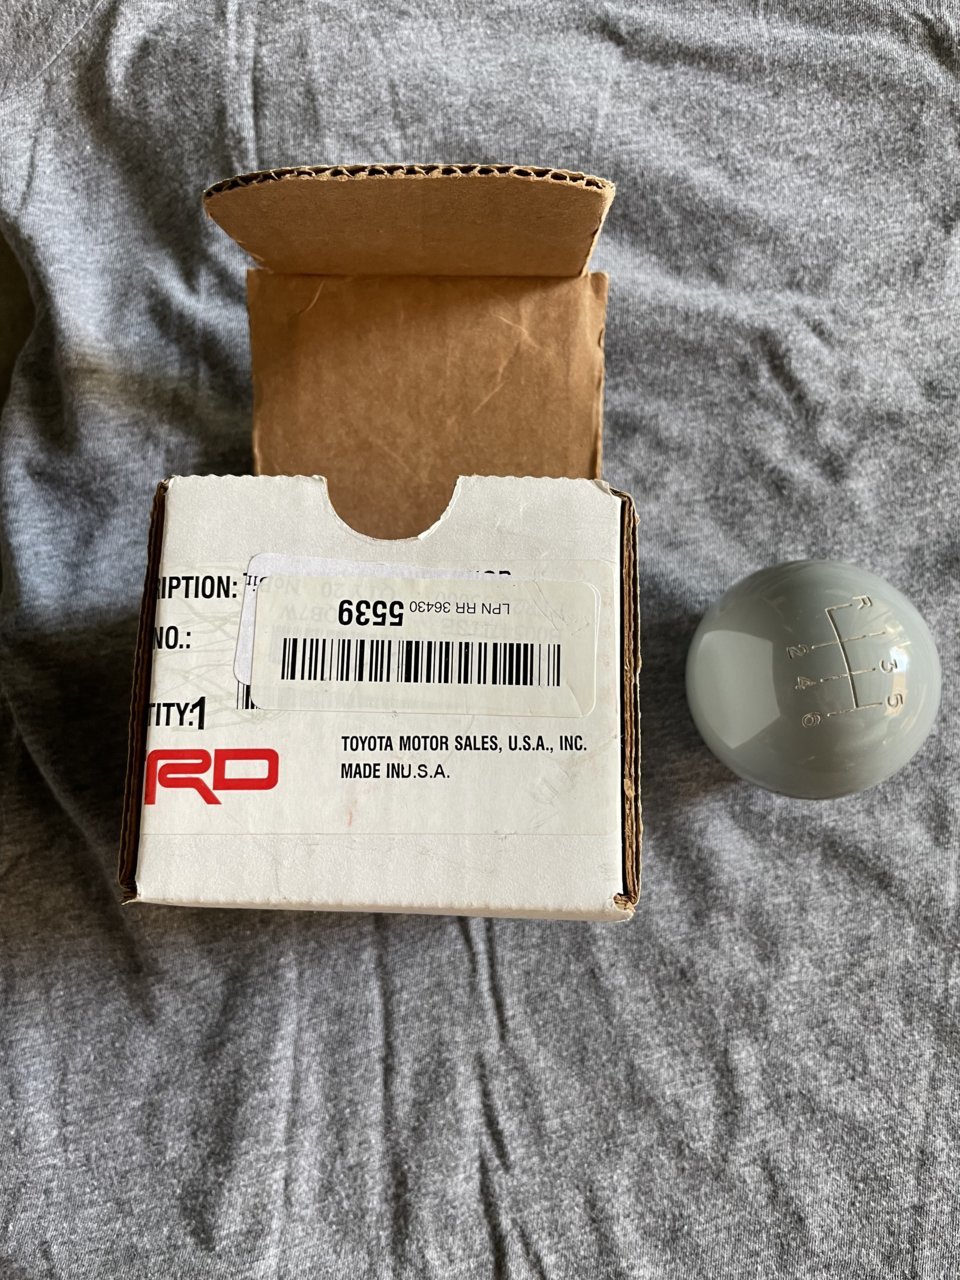 RIPTION:
NO.:
TITY:1
LPN RR 36430
5539
RD
TOYOTA MOTOR SALES, U.S.A., INC.
MADE IN U.S.A.
R 1 3 5
2 4 6